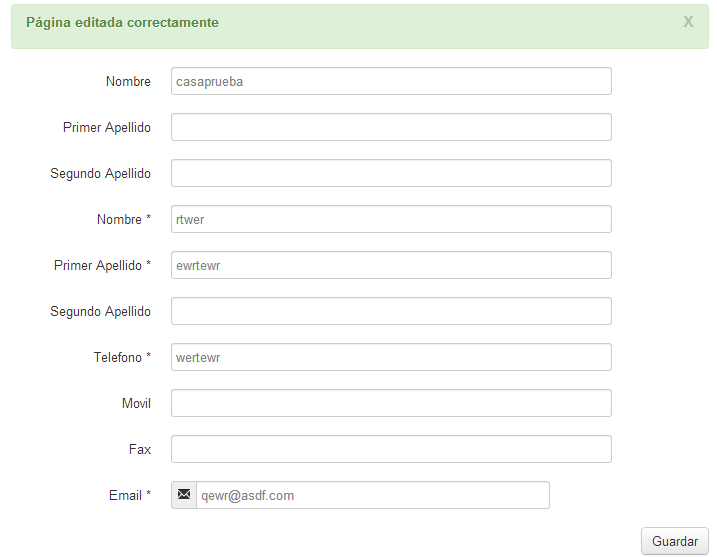 Página editada correctamente X
Nombre casaprueba
Primer Apellido
Segundo Apellido
Nombre * rtwer
Primer Apellido * ewrtewr
Segundo Apellido
Telefono * wertewr
Movil
Fax
Email * qewr@asdf.com
Guardar